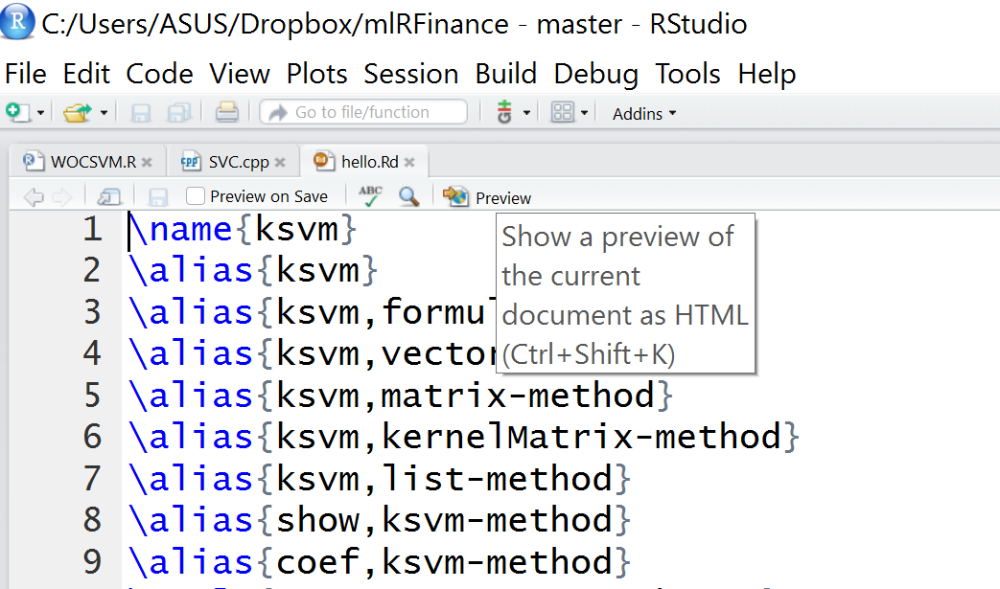 R C:/Users/ASUS/Dropbox/mlRFinance - master - RStudio
File Edit Code View Plots Session Build Debug Tools Help
Go to file/function Addins
WOCSVM.R SVC.cpp hello.Rd
Preview on Save ABC Preview
1 \name{ksvm}
2 \alias{ksvm}
3 \alias{ksvm,formul
4 \alias{ksvm,vector
5 \alias{ksvm,matrix-method}
6 \alias{ksvm,kernelMatrix-method}
7 \alias{ksvm,list-method}
8 \alias{show,ksvm-method}
9 \alias{coef,ksvm-method}
Show a preview of
the current
document as HTML
(Ctrl+Shift+K)